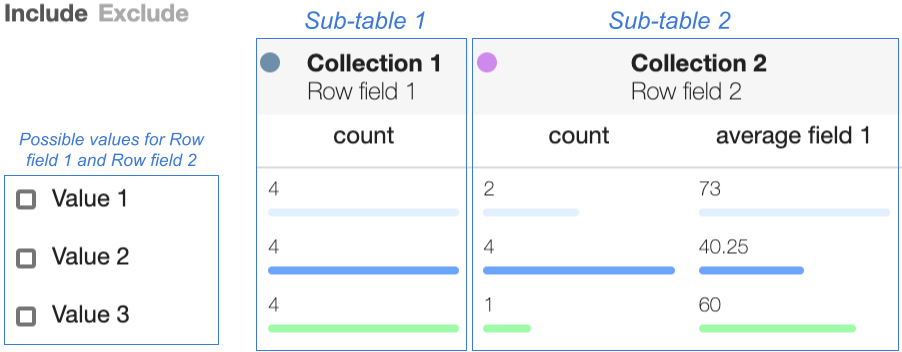 Include Exclude
Sub-table 1
Sub-table 2
Collection 1
Row field 1
Collection 2
Row field 2
count
count
average field 1
Possible values for Row
field 1 and Row field 2
Value 1
4
2
73
Value 2
4
4
40.25
Value 3
4
1
60